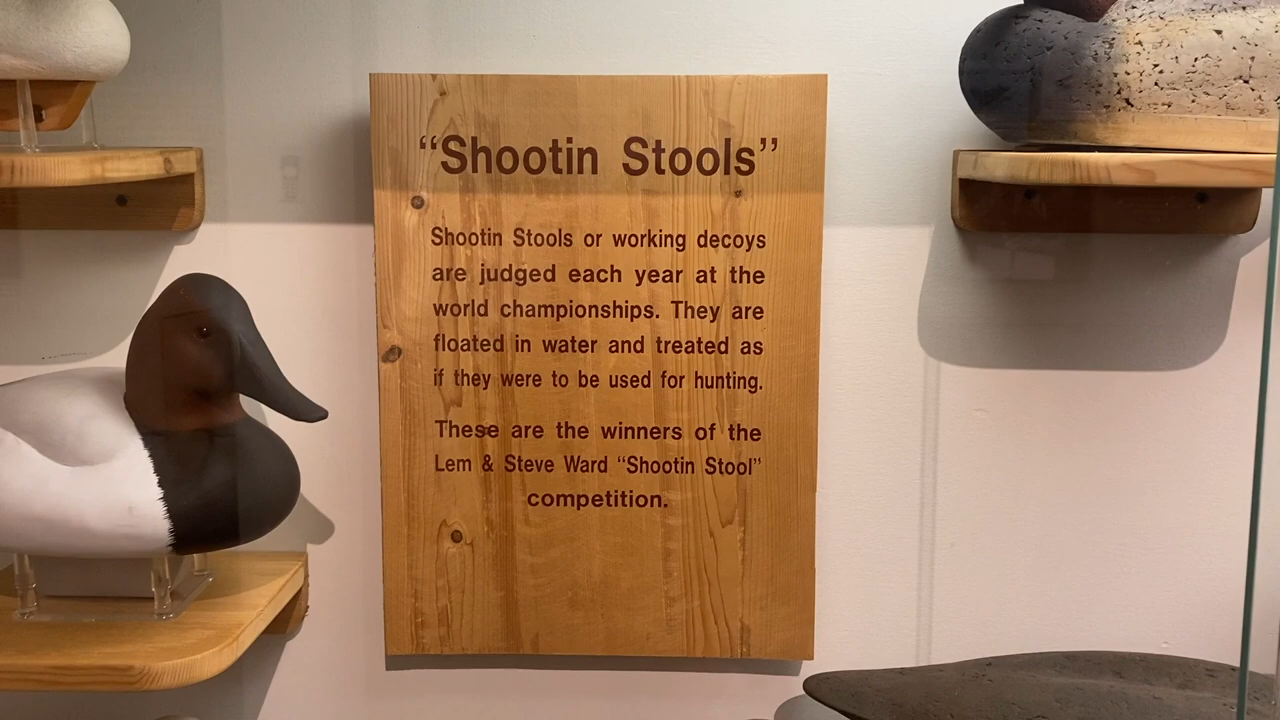 “Shootin Stools”
Shootin Stools or working decoys
are judged each year at the
world championships. They are
floated in water and treated as
if they were to be used for hunting.
These are the winners of the
Lem & Steve Ward “Shootin Stool”
competition.